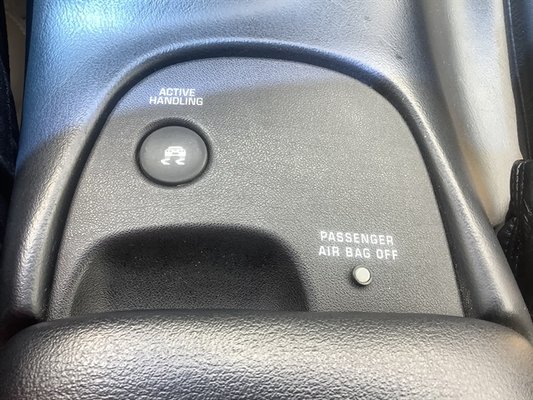 ACTIVE
HANDLING
PASSENGER
AIR BAG OFF